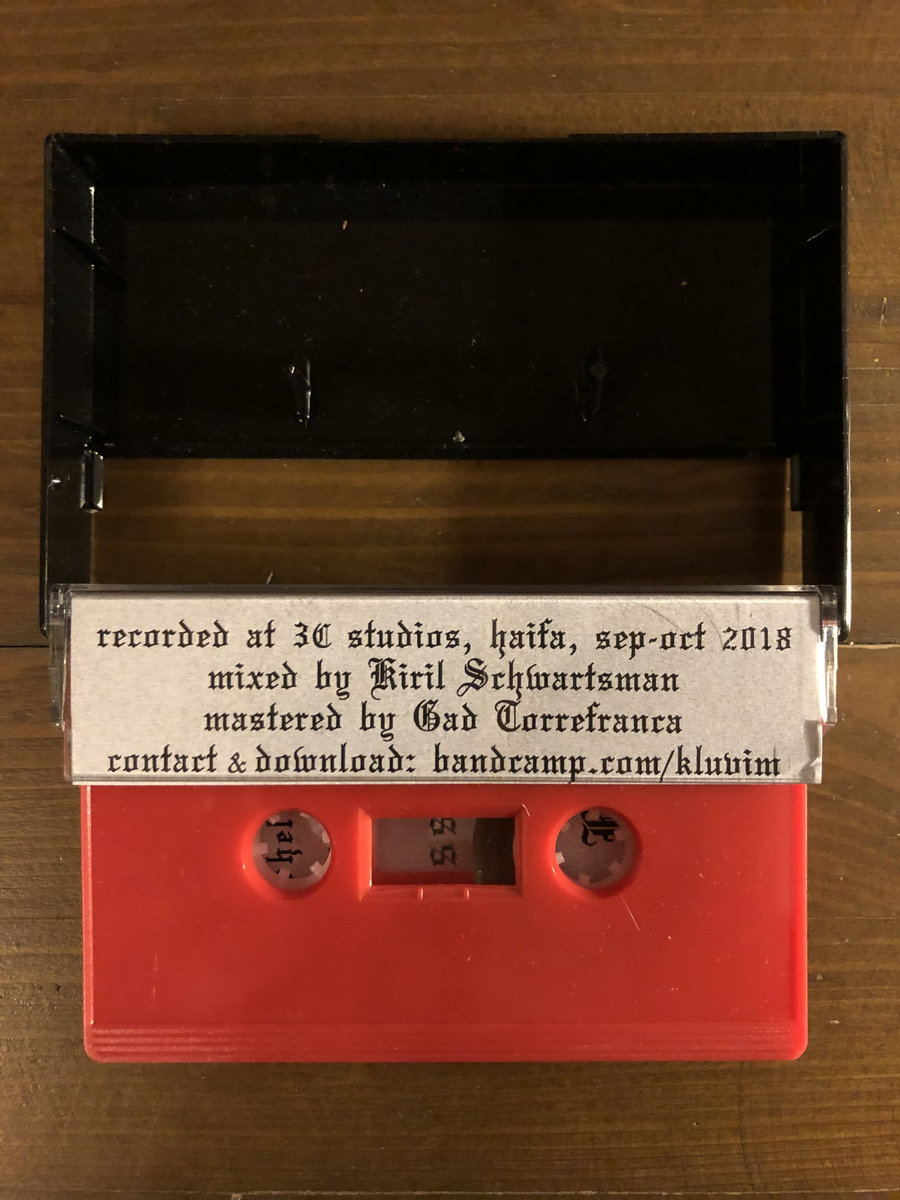 recorded at 3C studios, haifa, sep-oct 2018
mixed by Kiril Schwartsman
mastered by Gad Torrefranca
contact & download: bandcamp.com/kluvim